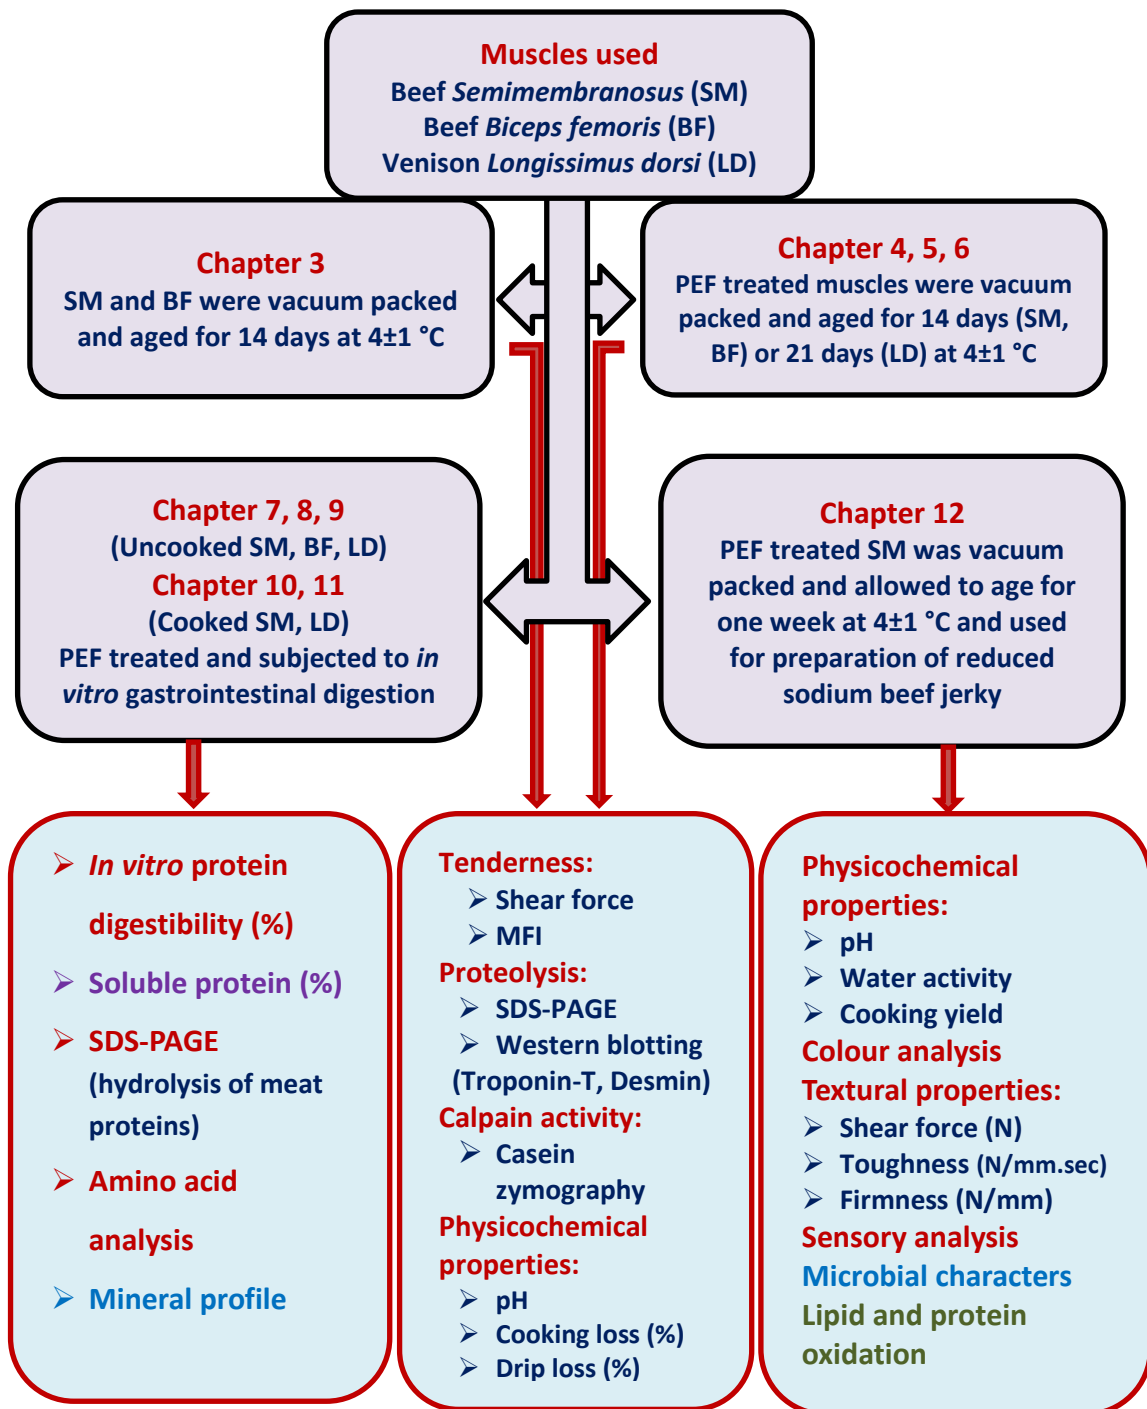 Muscles used
Beef Semimembranosus (SM)
Beef Biceps femoris (BF)
Venison Longissimus dorsi (LD)
Chapter 3
SM and BF were vacuum packed
and aged for 14 days at 4±1 °C
Chapter 4, 5, 6
PEF treated muscles were vacuum
packed and aged for 14 days (SM,
BF) or 21 days (LD) at 4±1 °C
Chapter 7, 8, 9
(Uncooked SM, BF, LD)
Chapter 10, 11
(Cooked SM, LD)
PEF treated and subjected to in
vitro gastrointestinal digestion
Chapter 12
PEF treated SM was vacuum
packed and allowed to age for
one week at 4±1 °C and used
for preparation of reduced
sodium beef jerky
➢ In vitro protein
digestibility (%)
➢ Soluble protein (%)
➢ SDS-PAGE
(hydrolysis of meat
proteins)
➢ Amino acid
analysis
➢ Mineral profile
Tenderness:
➢ Shear force
➢ MFI
Proteolysis:
➢ SDS-PAGE
➢ Western blotting
(Troponin-T, Desmin)
Calpain activity:
➢ Casein
zymography
Physicochemical
properties:
➢ pH
➢ Cooking loss (%)
➢ Drip loss (%)
Physicochemical
properties:
➢ pH
➢ Water activity
➢ Cooking yield
Colour analysis
Textural properties:
➢ Shear force (N)
➢ Toughness (N/mm.sec)
➢ Firmness (N/mm)
Sensory analysis
Microbial characters
Lipid and protein
oxidation